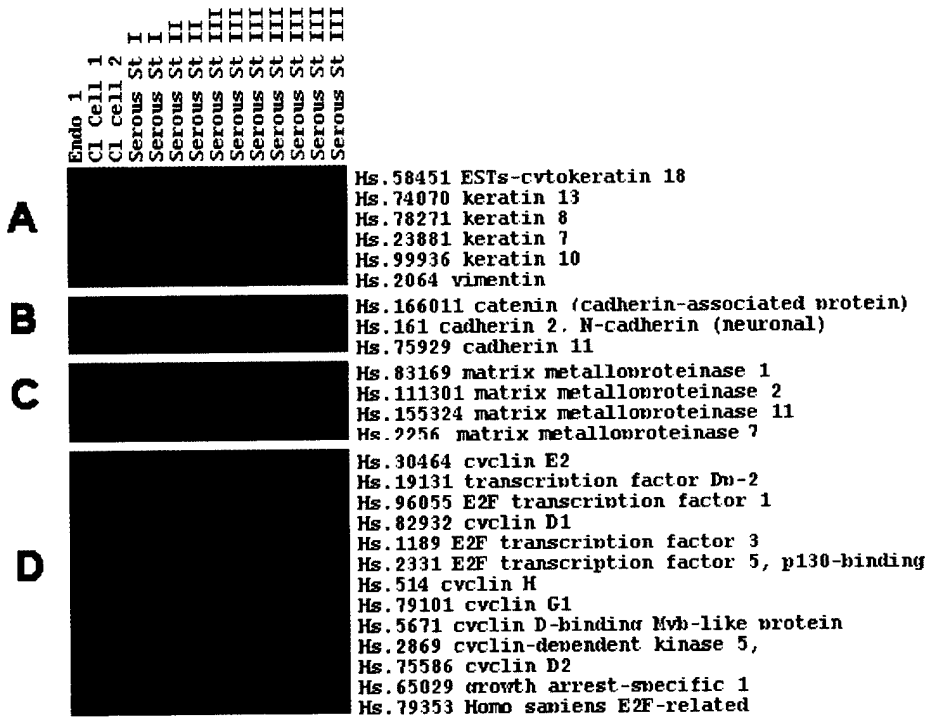 Endo 1
Cl Cell 1
Cl cell 2
Serous St I
Serous St I
Serous St II
Serous St II
Serous St III
Serous St III
Serous St III
Serous St III
Serous St III
Serous St III
Serous St III
A
Hs.58451 ESTs-cytokeratin 18
Hs.74070 keratin 13
Hs.78271 keratin 8
Hs.23881 keratin 7
Hs.99936 keratin 10
Hs.2064 vimentin
B
Hs.166011 catenin (cadherin-associated protein)
Hs.161 cadherin 2, N-cadherin (neuronal)
Hs.75929 cadherin 11
C
Hs.83169 matrix metalloproteinase 1
Hs.111301 matrix metalloproteinase 2
Hs.155324 matrix metalloproteinase 11
Hs.2256 matrix metalloproteinase 7
D
Hs.30464 cyclin E2
Hs.19131 transcription factor Dp-2
Hs.96055 E2F transcription factor 1
Hs.82932 cyclin D1
Hs.1189 E2F transcription factor 3
Hs.2331 E2F transcription factor 5, p130-binding
Hs.514 cyclin H
Hs.79101 cyclin G1
Hs.5671 cyclin D-binding Myb-like protein
Hs.2869 cyclin-dependent kinase 5,
Hs.75586 cyclin D2
Hs.65029 growth arrest-specific 1
Hs.79353 Homo sapiens E2F-related